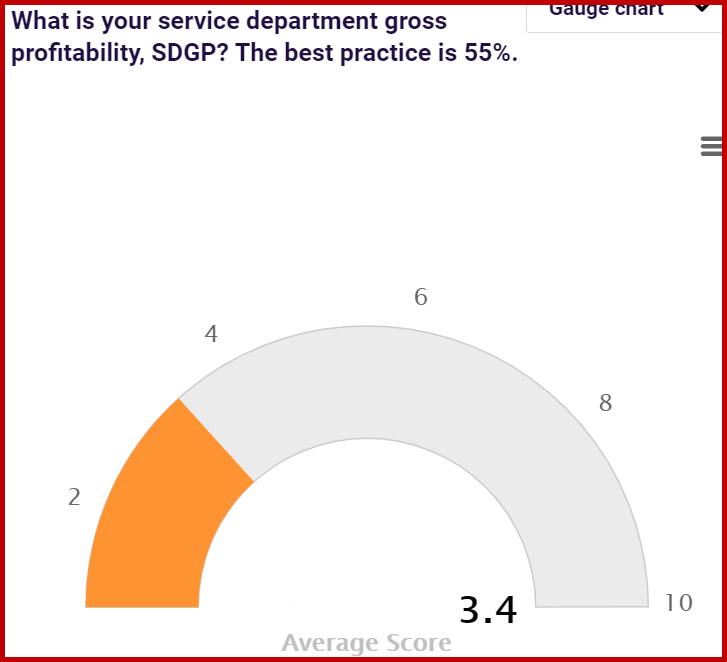 What is your service department gross
profitability, SDGP? The best practice is 55%.
Gauge chart
6
4
8
2
10
3.4
Average Score